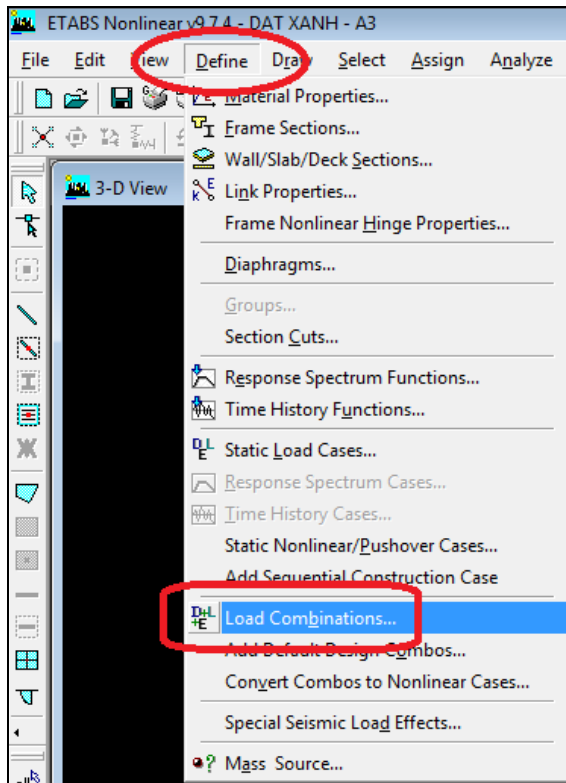 ETABS Nonlinear v9.7.4 - DAT XANH - A3
File Edit View Define Draw Select Assign Analyze
Material Properties...
Frame Sections...
Wall/Slab/Deck Sections...
3-D View
Link Properties...
Frame Nonlinear Hinge Properties...
Diaphragms...
Groups...
Section Cuts...
Response Spectrum Functions...
Time History Functions...
Static Load Cases...
Response Spectrum Cases...
Time History Cases...
Static Nonlinear/Pushover Cases...
Add Sequential Construction Case
Load Combinations...
Add Default Design Combos...
Convert Combos to Nonlinear Cases...
Special Seismic Load Effects...
Mass Source...